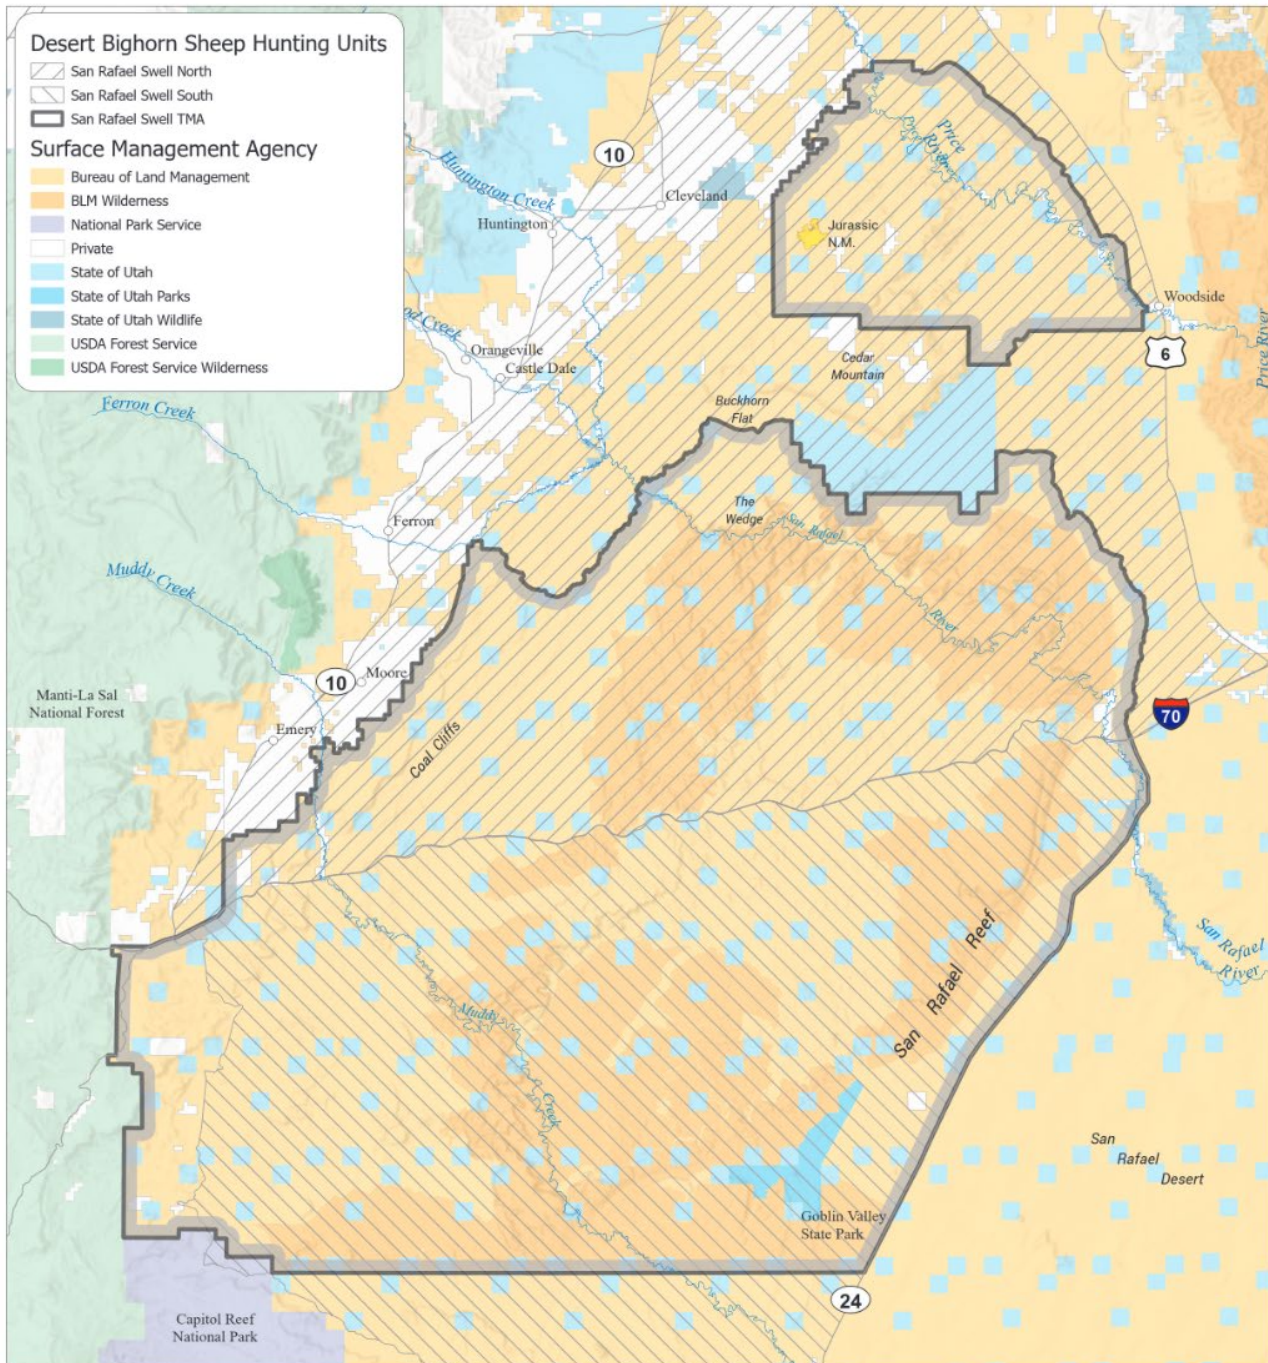 Desert Bighorn Sheep Hunting Units
San Rafael Swell North
San Rafael Swell South
San Rafael Swell TMA
Surface Management Agency
Bureau of Land Management
BLM Wilderness
National Park Service
Private
State of Utah
State of Utah Parks
State of Utah Wildlife
USDA Forest Service
USDA Forest Service Wilderness
10
Huntington Creek
Cleveland
Huntington
Price
River
Price
River
Jurassic
N.M.
Woodside
6
Price River
od Creek
Orangeville
Castle Dale
Cedar
Mountain
Buckhorn
Flat
Ferron Creek
The
Wedge
San Rafael
River
Ferron
Muddy Creek
10
Moore
Manti-La Sal
National Forest
Emery
Coal Cliffs
70
San Rafael Reef
San Rafael
River
Muddy
Creek
San
Rafael
Desert
Goblin Valley
State Park
24
Capitol Reef
National Park